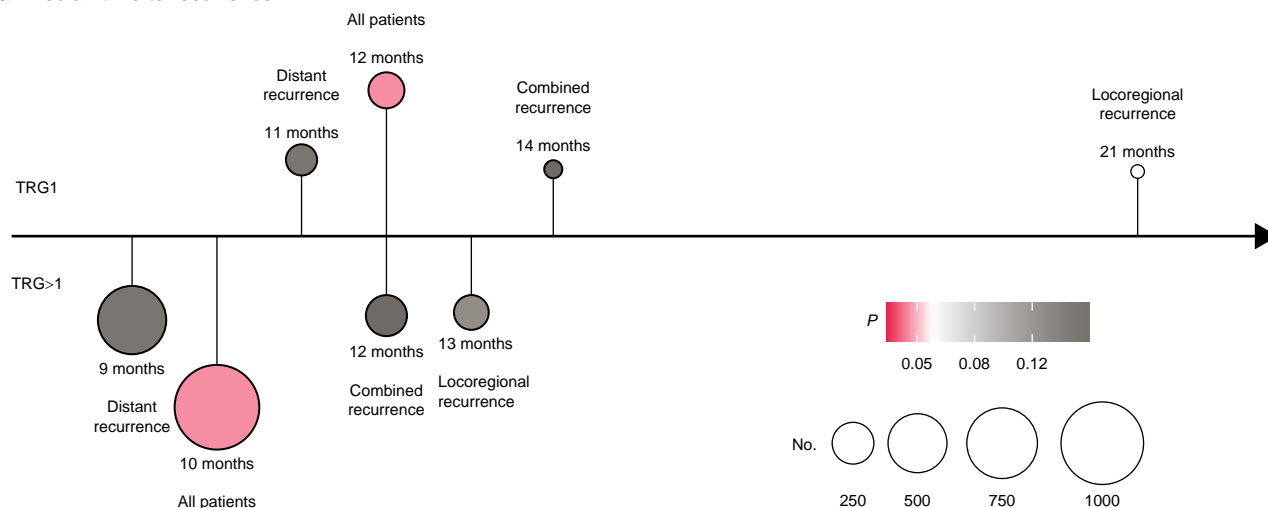 All patients
12 months
Distant
recurrence
11 months
Combined
recurrence
14 months
Locoregional
recurrence
21 months
TRG1
TRG>1
9 months
Distant
recurrence
10 months
All patients
12 months
Combined
recurrence
13 months
Locoregional
recurrence
P
0.05 0.08 0.12
No.
250 500 750 1000